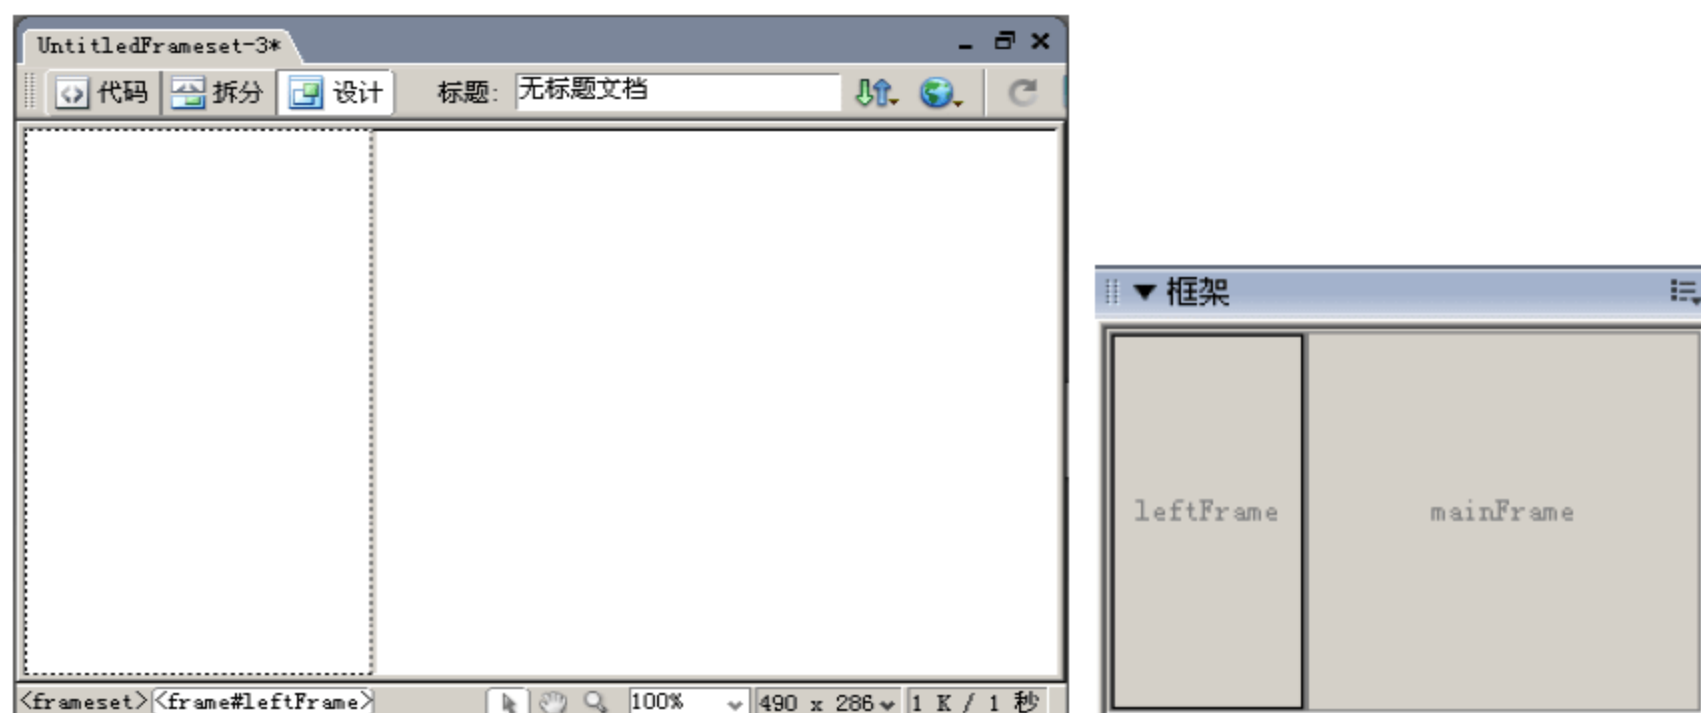 UntitledFrameset-3*
代码 拆分 设计 标题: 无标题文档
框架
leftFrame mainFrame
<frameset> <frame#leftFrame> 100% 490 x 286 1 K / 1 秒